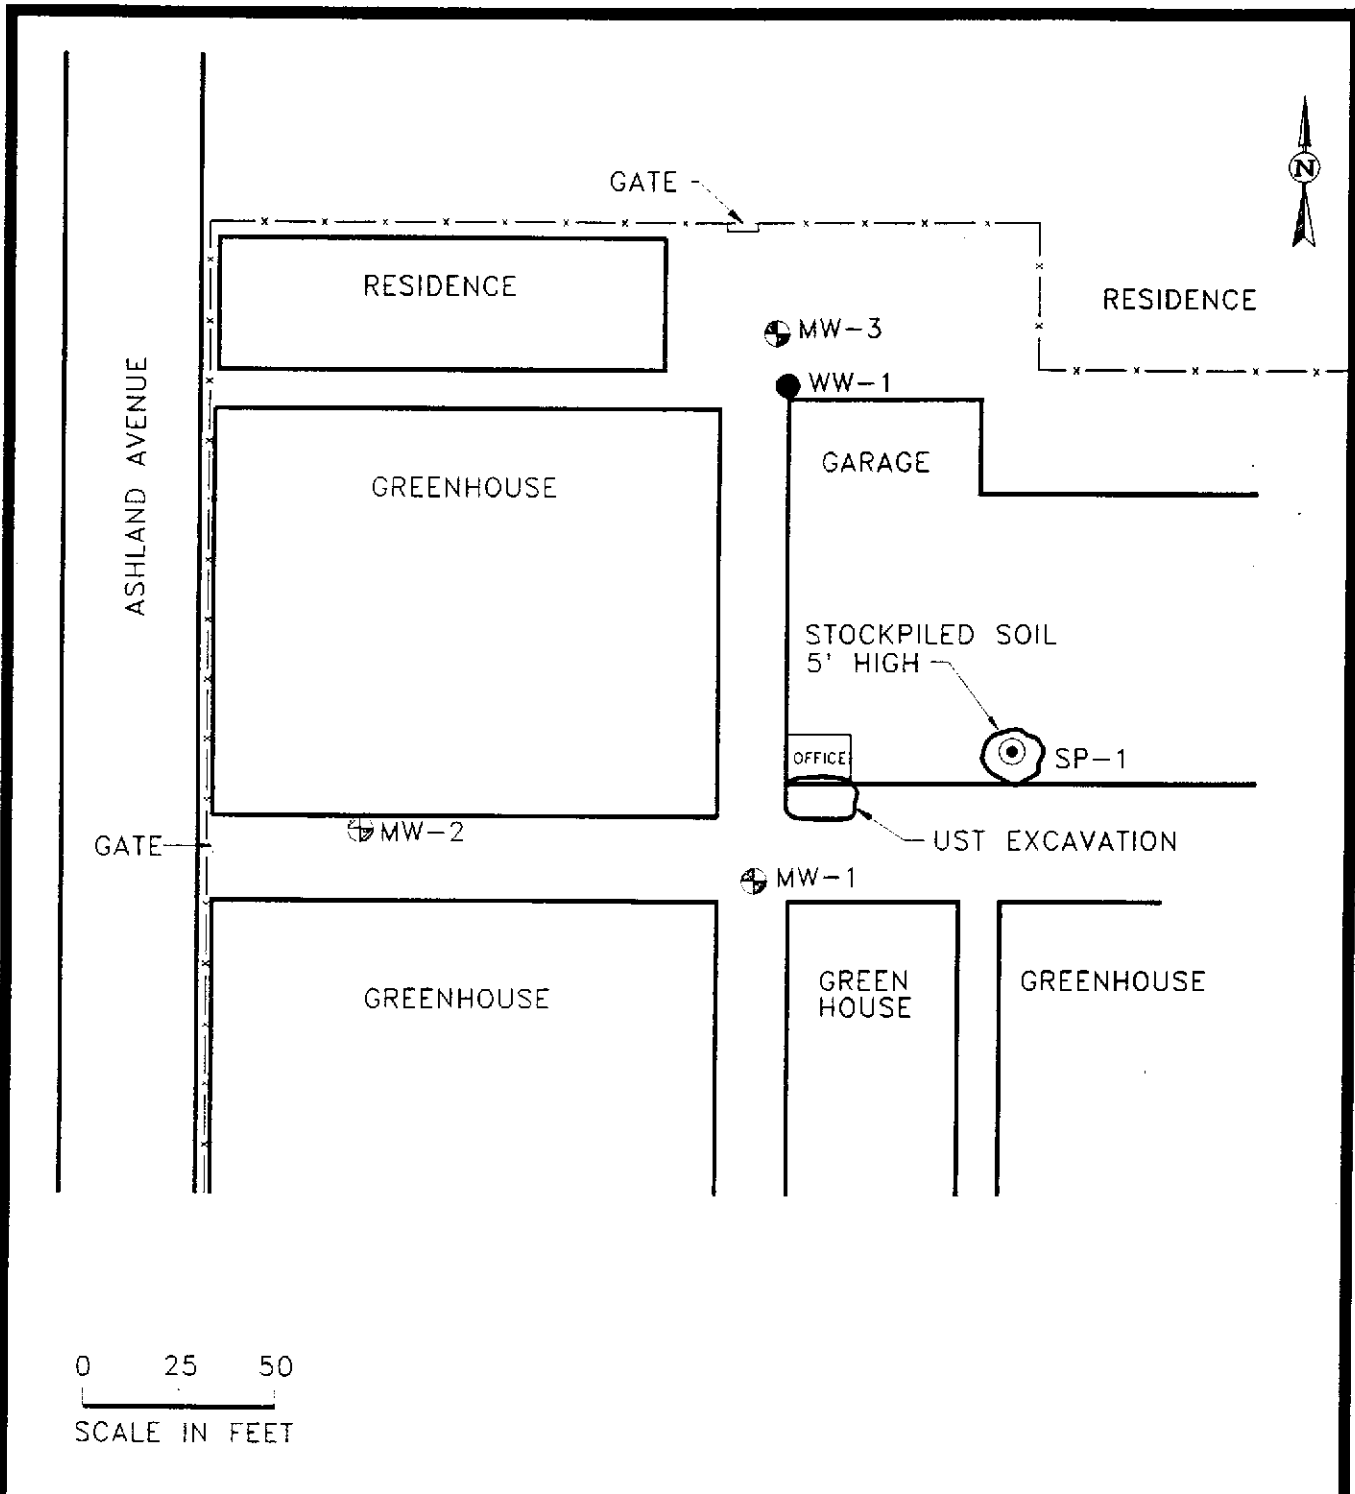 GATE
N
RESIDENCE
RESIDENCE
MW-3
WW-1
ASHLAND AVENUE
GARAGE
GREENHOUSE
STOCKPILED SOIL
5' HIGH
OFFICE
SP-1
MW-2
GATE
UST EXCAVATION
MW-1
GREENHOUSE
GREEN
HOUSE
GREENHOUSE
0 25 50
SCALE IN FEET